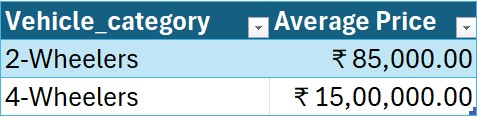 Vehicle_category Average Price
2-Wheelers ₹ 85,000.00
4-Wheelers ₹ 15,00,000.00